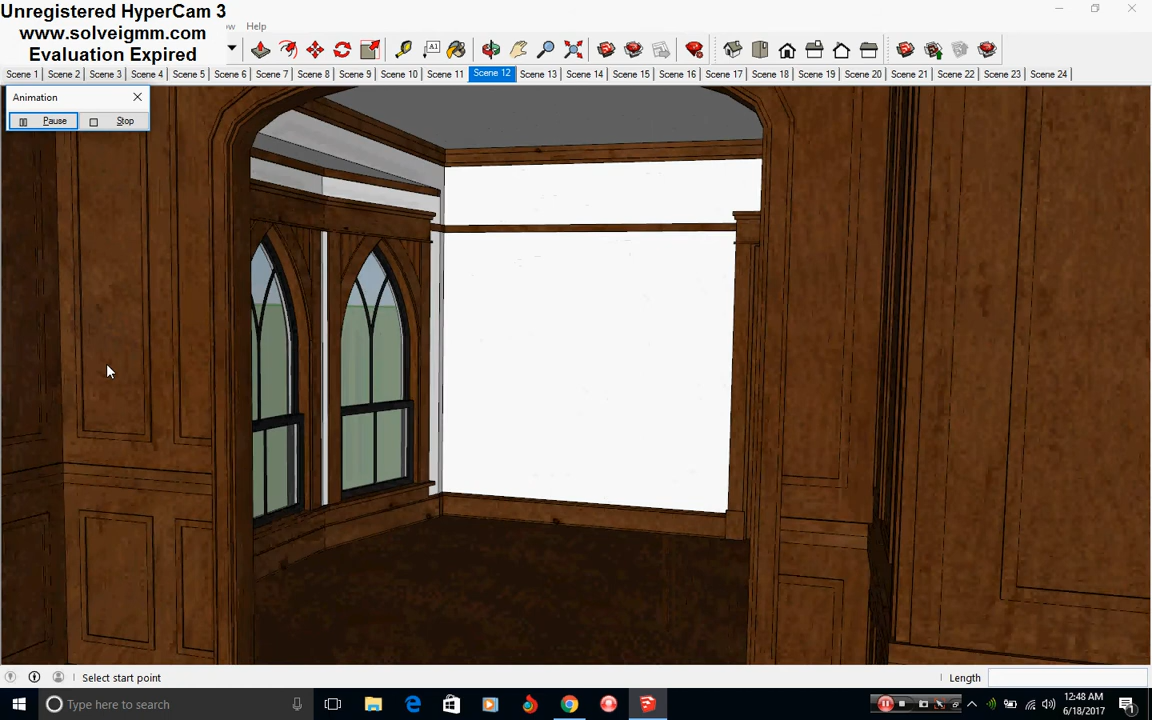 Unregistered HyperCam 3
www.solveigmm.com
Evaluation Expired
Help
A1
Scene 1 Scene 2 Scene 3 Scene 4 Scene 5 Scene 6 Scene 7 Scene 8 Scene 9 Scene 10 Scene 11 Scene 12 Scene 13 Scene 14 Scene 15 Scene 16 Scene 17 Scene 18 Scene 19 Scene 20 Scene 21 Scene 22 Scene 23 Scene 24
Animation
Pause Stop
Select start point
Length
Type here to search
12:48 AM
6/18/2017
1